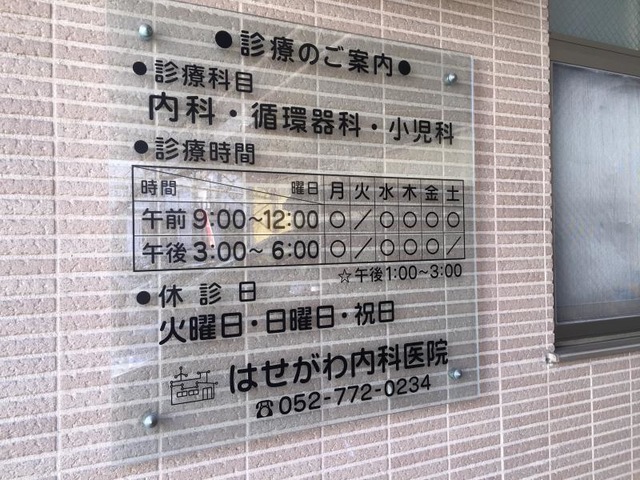 ●診療のご案内●
●診療科目
内科・循環器科・小児科
●診療時間
時間 曜日 月 火 水 木 金 土
午前 9:00~12:00 ○ / ○ ○ ○ ○
午後 3:00~6:00 ○ / ○ ○ ○ /
☆午後1:00~3:00
●休診日
火曜日・日曜日・祝日
はせがわ内科医院
☎052-772-0234